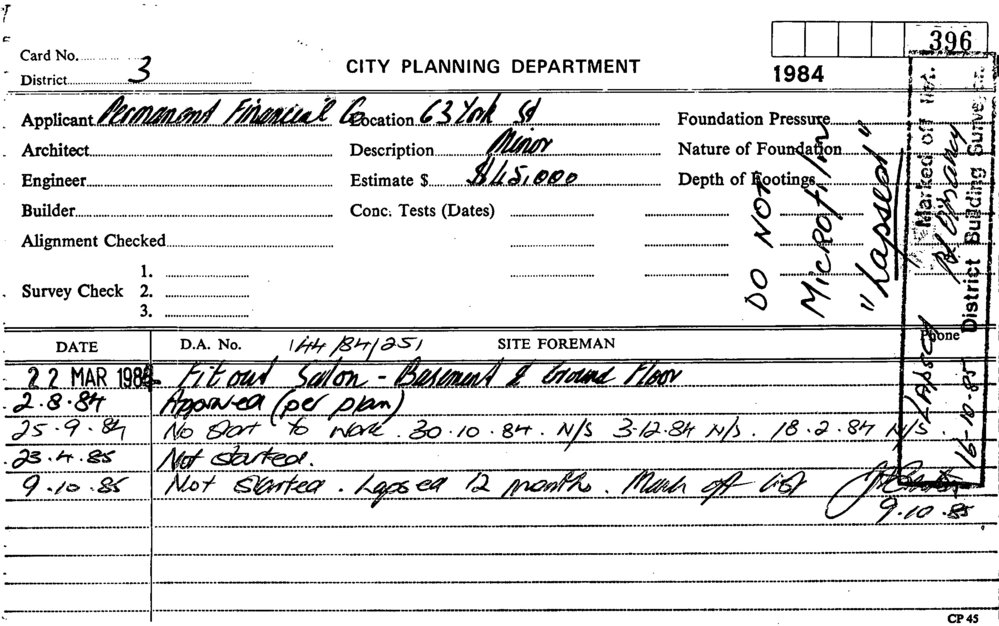 396
Card No.
District 3
CITY PLANNING DEPARTMENT
1984
Applicant Permanent Financial Co Location 63 York St Foundation Pressure
Architect Description Minor Nature of Foundation
Engineer Estimate $ $45,000 Depth of Footings
Builder Conc. Tests (Dates)
Alignment Checked
Survey Check 1.
2.
3.
DO NOT
Microfilm
"Lapsed"
"Marked off list.
District Building Surveyor
Lapsed
16-10-85
DATE D.A. No. 144/84/251 SITE FOREMAN Phone
22 MAR 1984 Fit out Salon - Basement & Ground Floor
2.8.84 Approved (per plan)
25.9.84 No Start to work. 30.10.84. N/S 3.12.84 N/S. 18.2.84 N/S.
23.4.85 Not started.
9.10.85 Not Started. Lapsed 12 months. Mark off list
9.10.85
CP 45